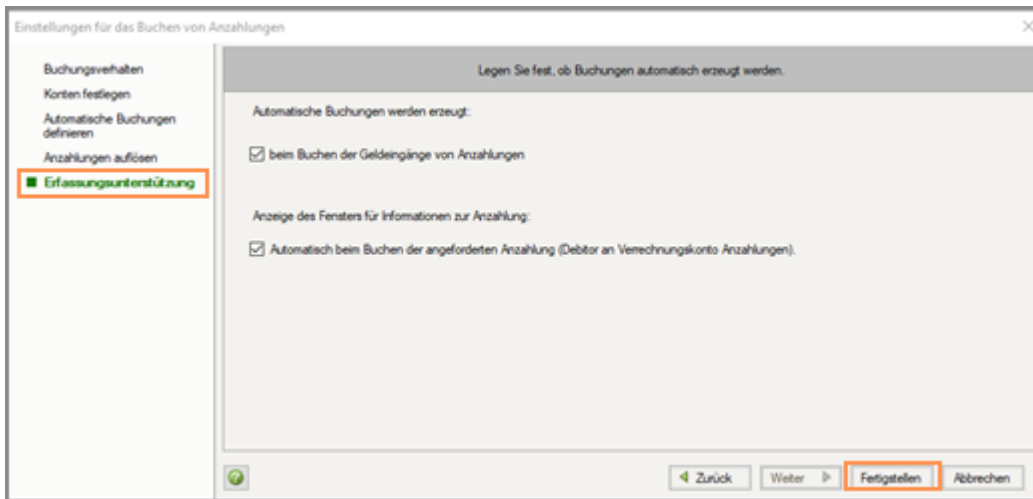 Einstellungen für das Buchen von Anzahlungen
Buchungsverhalten
Konten festlegen
Automatische Buchungen
definieren
Anzahlungen auflösen
Erfassungsunterstützung
Legen Sie fest, ob Buchungen automatisch erzeugt werden.
Automatische Buchungen werden erzeugt:
beim Buchen der Geldeingänge von Anzahlungen
Anzeige des Fensters für Informationen zur Anzahlung:
Automatisch beim Buchen der angeforderten Anzahlung (Debitor an Verrechnungskonto Anzahlungen).
Zurück Weiter Fertigstellen Abbrechen